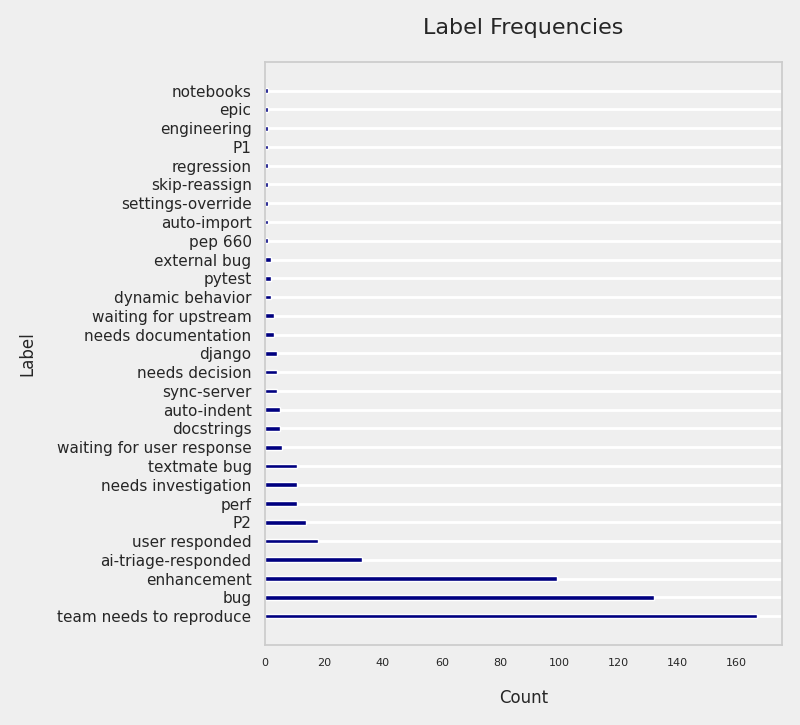 Label Frequencies
notebooks
epic
engineering
P1
regression
skip-reassign
settings-override
auto-import
pep 660
external bug
pytest
dynamic behavior
waiting for upstream
needs documentation
django
needs decision
sync-server
auto-indent
docstrings
waiting for user response
textmate bug
needs investigation
perf
P2
user responded
ai-triage-responded
enhancement
bug
team needs to reproduce
Label
0 20 40 60 80 100 120 140 160
Count